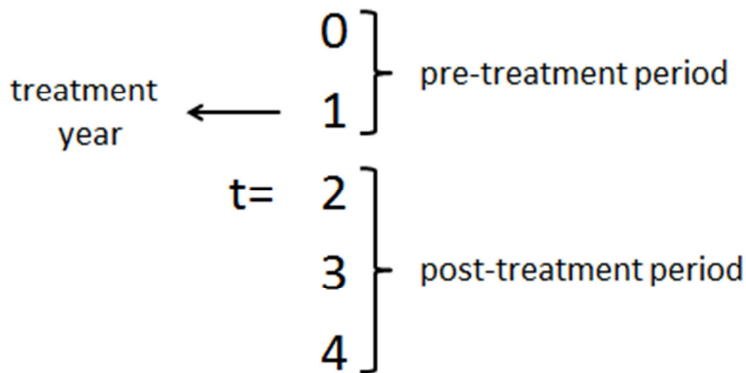 0
pre-treatment period
treatment
year
1
t= 2
3
post-treatment period
4